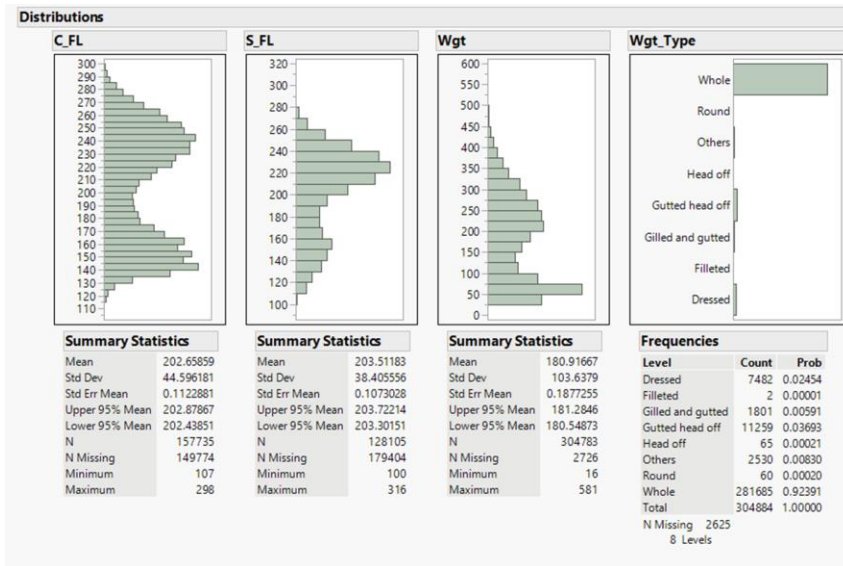 Distributions
C_FL
300
290
280
270
260
250
240
230
220
210
200
190
180
170
160
150
140
130
120
110
Summary Statistics
Mean 202.65859
Std Dev 44.596181
Std Err Mean 0.1122881
Upper 95% Mean 202.87867
Lower 95% Mean 202.43851
N 157735
N Missing 149774
Minimum 107
Maximum 298
S_FL
320
300
280
260
240
220
200
180
160
140
120
100
Summary Statistics
Mean 203.51183
Std Dev 38.405556
Std Err Mean 0.1073028
Upper 95% Mean 203.72214
Lower 95% Mean 203.30151
N 128105
N Missing 179404
Minimum 100
Maximum 316
Wgt
600
550
500
450
400
350
300
250
200
150
100
50
0
Summary Statistics
Mean 180.91667
Std Dev 103.6379
Std Err Mean 0.1877255
Upper 95% Mean 181.2846
Lower 95% Mean 180.54873
N 304783
N Missing 2726
Minimum 16
Maximum 581
Wgt_Type
Whole
Round
Others
Head off
Gutted head off
Gilled and gutted
Filleted
Dressed
Frequencies
Level Count Prob
Dressed 7482 0.02454
Filleted 2 0.00001
Gilled and gutted 1801 0.00591
Gutted head off 11259 0.03693
Head off 65 0.00021
Others 2530 0.00830
Round 60 0.00020
Whole 281685 0.92391
Total 304884 1.00000
N Missing 2625
8 Levels